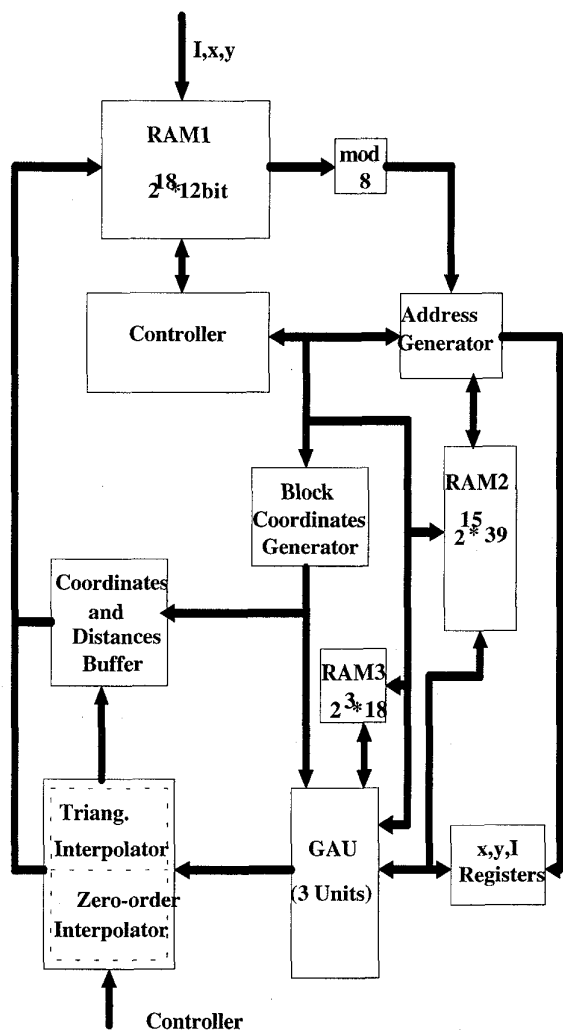 I,x,y
RAM1
2^18*12bit
mod
8
Controller
Address
Generator
Block
Coordinates
Generator
RAM2
2^15* 39
Coordinates
and
Distances
Buffer
RAM3
2^3*18
Triang.
Interpolator
Zero-order
Interpolator
GAU
(3 Units)
x,y,I
Registers
Controller